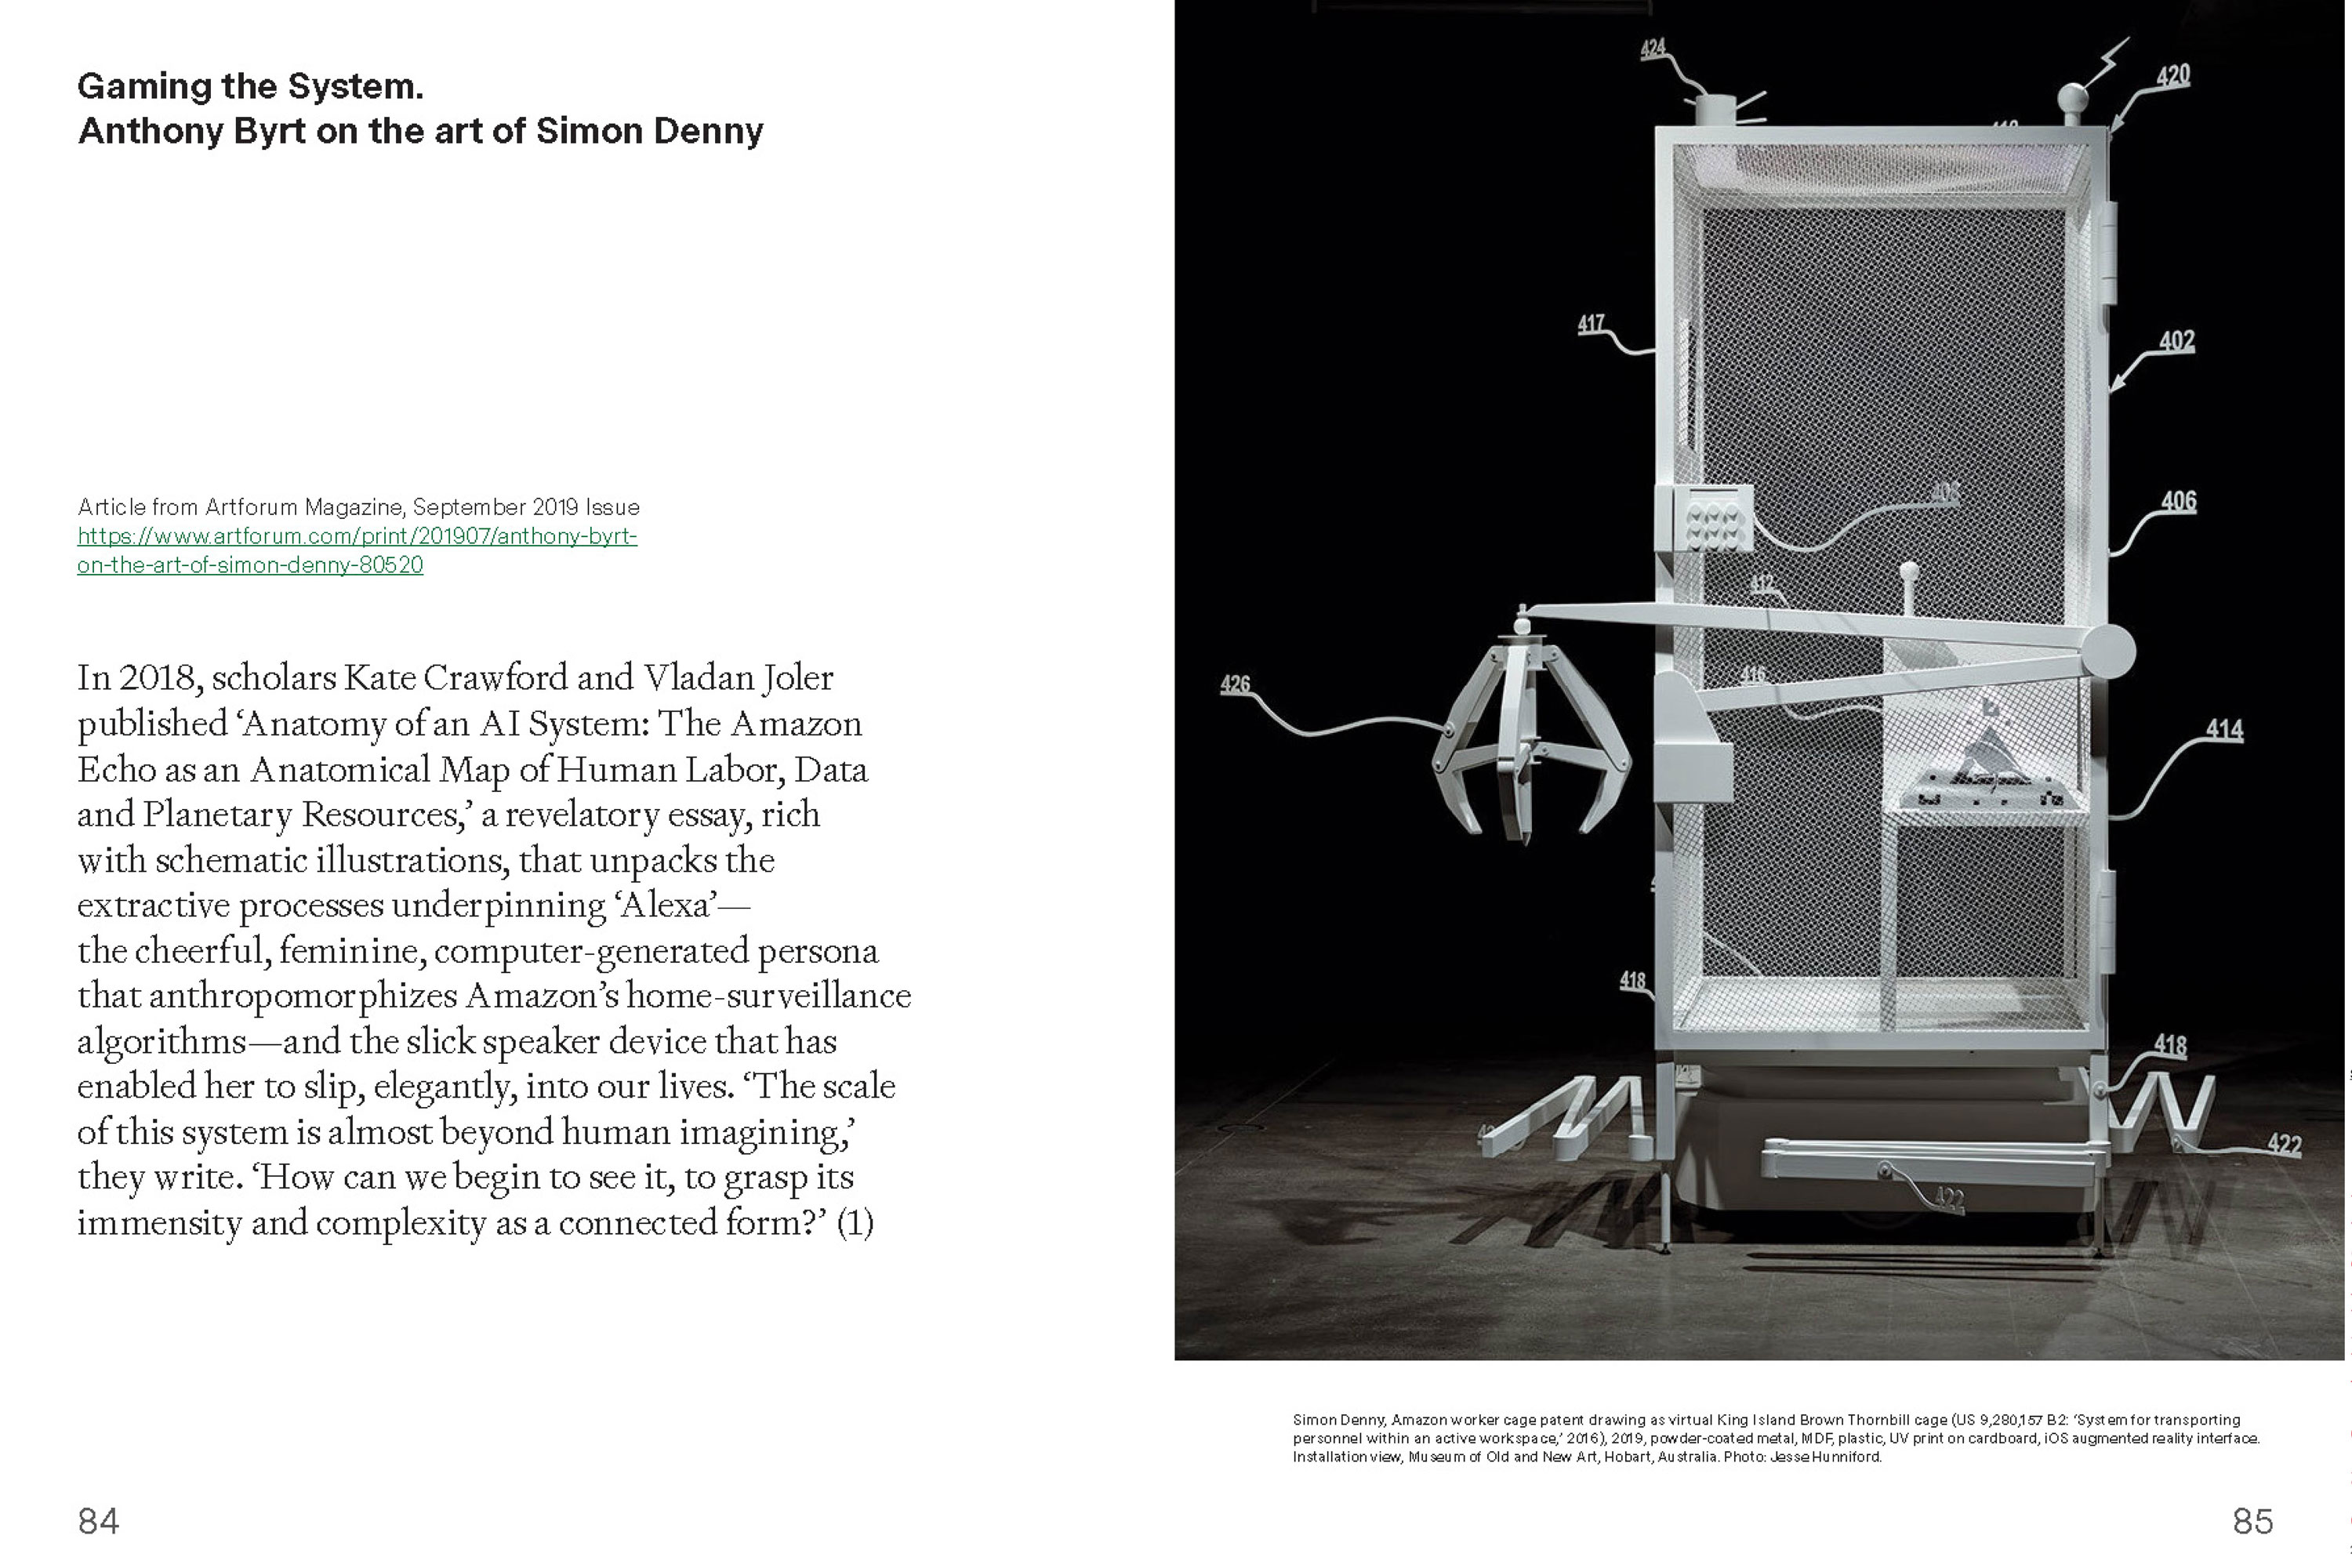 Gaming the System.
Anthony Byrt on the art of Simon Denny
Article from Artforum Magazine, September 2019 Issue
https://www.artforum.com/print/201907/anthony-byrt-
on-the-art-of-simon-denny-80520
In 2018, scholars Kate Crawford and Vladan Joler
published ‘Anatomy of an AI System: The Amazon
Echo as an Anatomical Map of Human Labor, Data
and Planetary Resources,’ a revelatory essay, rich
with schematic illustrations, that unpacks the
extractive processes underpinning ‘Alexa’—
the cheerful, feminine, computer-generated persona
that anthropomorphizes Amazon’s home-surveillance
algorithms—and the slick speaker device that has
enabled her to slip, elegantly, into our lives. ‘The scale
of this system is almost beyond human imagining,’
they write. ‘How can we begin to see it, to grasp its
immensity and complexity as a connected form?’ (1)
84
424
420
417
402
408
406
412
416
426
414
418
418
422
422
Simon Denny, Amazon worker cage patent drawing as virtual King Island Brown Thornbill cage (US 9,280,157 B2: ‘System for transporting
personnel within an active workspace,’ 2016), 2019, powder-coated metal, MDF, plastic, UV print on cardboard, iOS augmented reality interface.
Installation view, Museum of Old and New Art, Hobart, Australia. Photo: Jesse Hunniford.
85